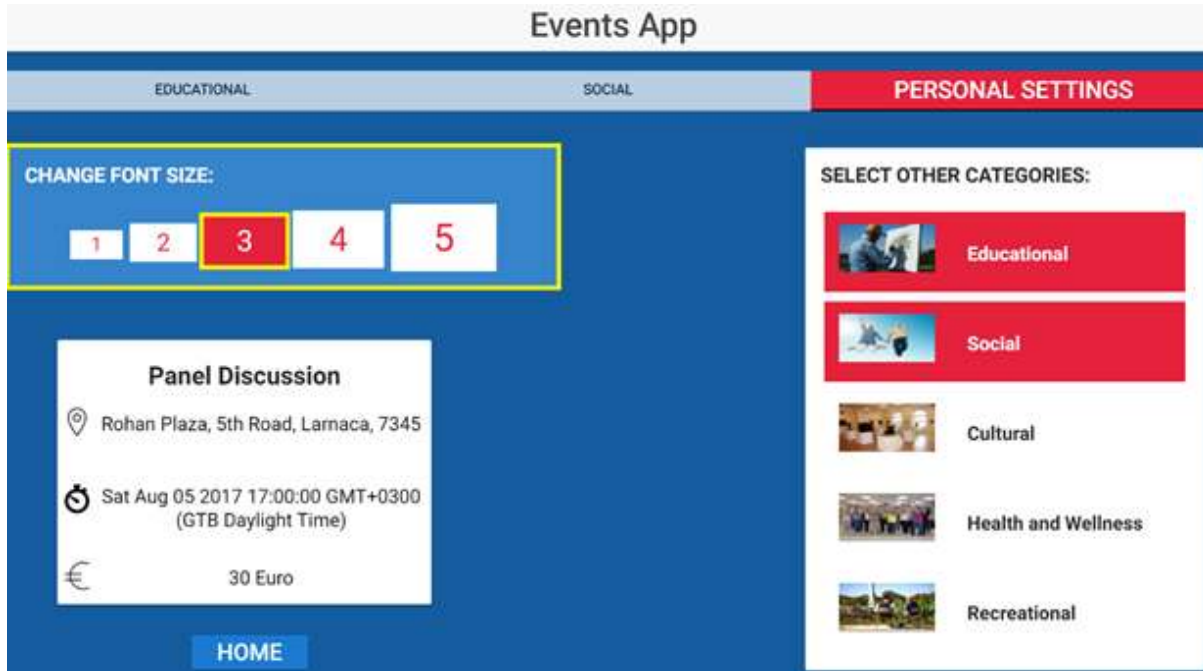 Events App
EDUCATIONAL
SOCIAL
PERSONAL SETTINGS
CHANGE FONT SIZE:
1 2 3 4 5
Panel Discussion
Rohan Plaza, 5th Road, Larnaca, 7345
Sat Aug 05 2017 17:00:00 GMT+0300
(GTB Daylight Time)
€ 30 Euro
HOME
SELECT OTHER CATEGORIES:
Educational
Social
Cultural
Health and Wellness
Recreational